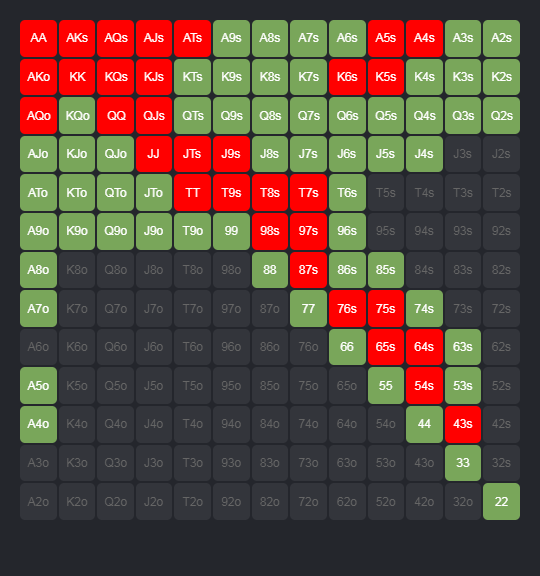 AA AKs AQs AJs ATs A9s A8s A7s A6s A5s A4s A3s A2s
AKo KK KQs KJs KTs K9s K8s K7s K6s K5s K4s K3s K2s
AQo KQo QQ QJs QTs Q9s Q8s Q7s Q6s Q5s Q4s Q3s Q2s
AJo KJo QJo JJ JTs J9s J8s J7s J6s J5s J4s J3s J2s
ATo KTo QTo JTo TT T9s T8s T7s T6s T5s T4s T3s T2s
A9o K9o Q9o J9o T9o 99 98s 97s 96s 95s 94s 93s 92s
A8o K8o Q8o J8o T8o 98o 88 87s 86s 85s 84s 83s 82s
A7o K7o Q7o J7o T7o 97o 87o 77 76s 75s 74s 73s 72s
A6o K6o Q6o J6o T6o 96o 86o 76o 66 65s 64s 63s 62s
A5o K5o Q5o J5o T5o 95o 85o 75o 65o 55 54s 53s 52s
A4o K4o Q4o J4o T4o 94o 84o 74o 64o 54o 44 43s 42s
A3o K3o Q3o J3o T3o 93o 83o 73o 63o 53o 43o 33 32s
A2o K2o Q2o J2o T2o 92o 82o 72o 62o 52o 42o 32o 22